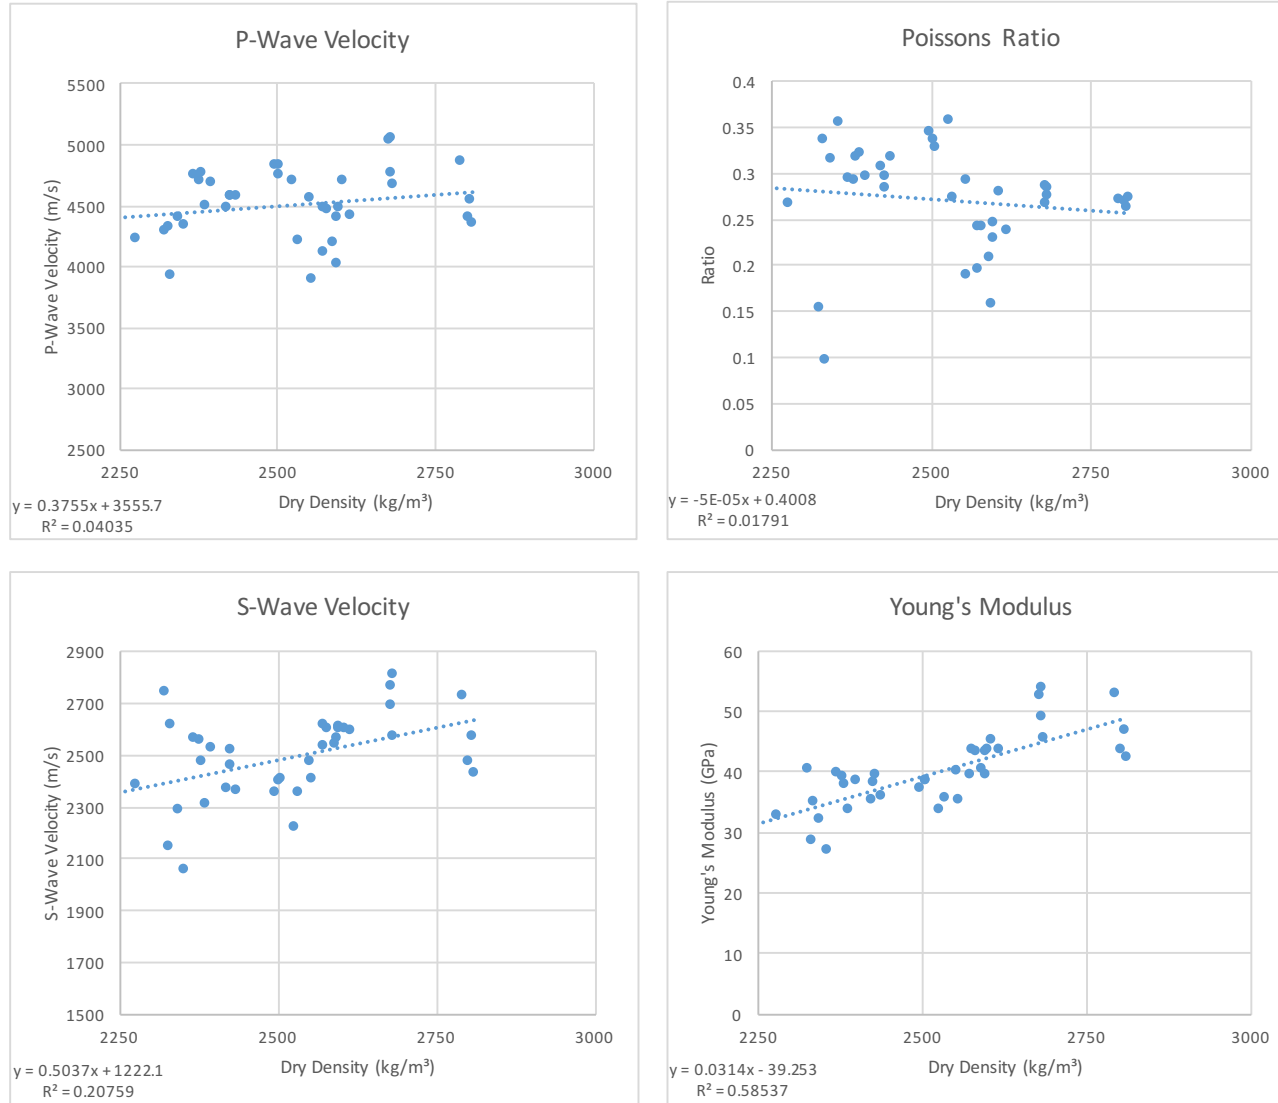 P-Wave Velocity
P-Wave Velocity (m/s)
5500
5000
4500
4000
3500
3000
2500
2250
2500
2750
3000
Dry Density (kg/m³)
y = 0.3755x + 3555.7
R² = 0.04035
Poissons Ratio
Ratio
0.4
0.35
0.3
0.25
0.2
0.15
0.1
0.05
0
2250
2500
2750
3000
Dry Density (kg/m³)
y = -5E-05x + 0.4008
R² = 0.01791
S-Wave Velocity
S-Wave Velocity (m/s)
2900
2700
2500
2300
2100
1900
1700
1500
2250
2500
2750
3000
Dry Density (kg/m³)
y = 0.5037x + 1222.1
R² = 0.20759
Young's Modulus
Young's Modulus (GPa)
60
50
40
30
20
10
0
2250
2500
2750
3000
Dry Density (kg/m³)
y = 0.0314x - 39.253
R² = 0.58537